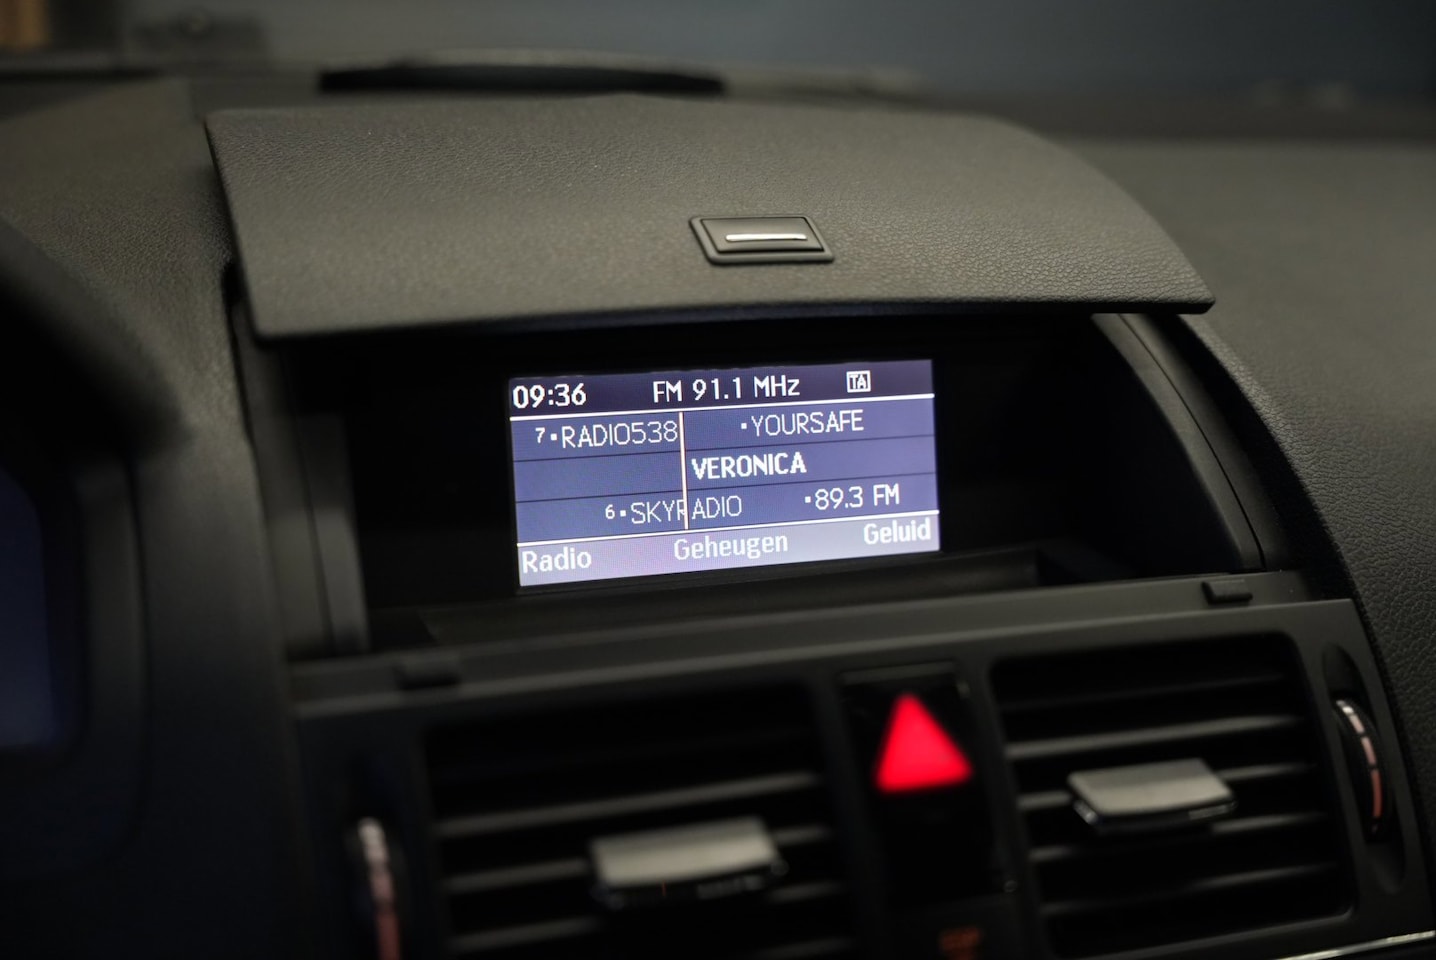 09:36 FM 91.1 MHz TA
7·RADIO538 ·YOURSAFE
VERONICA
6·SKYRADIO ·89.3 FM
Radio Geheugen Geluid